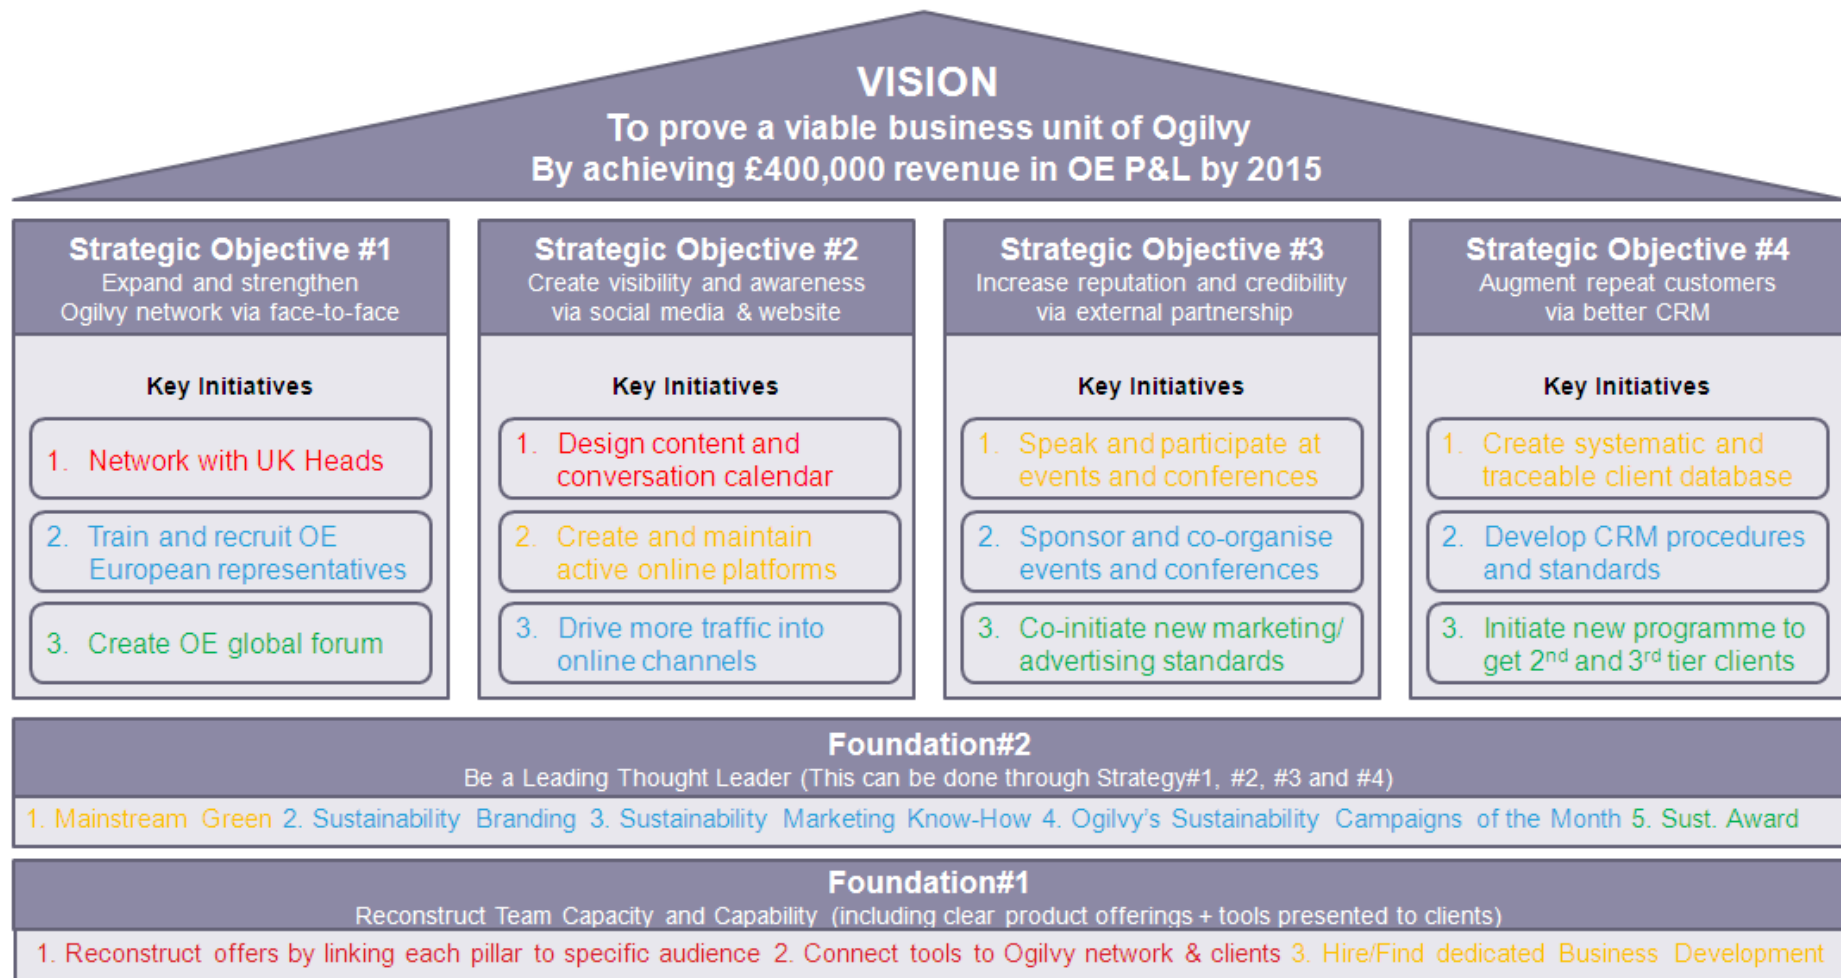 VISION
To prove a viable business unit of Ogilvy
By achieving £400,000 revenue in OE P&L by 2015
Strategic Objective #1
Expand and strengthen
Ogilvy network via face-to-face
Key Initiatives
1. Network with UK Heads
2. Train and recruit OE
European representatives
3. Create OE global forum
Strategic Objective #2
Create visibility and awareness
via social media & website
Key Initiatives
1. Design content and
conversation calendar
2. Create and maintain
active online platforms
3. Drive more traffic into
online channels
Strategic Objective #3
Increase reputation and credibility
via external partnership
Key Initiatives
1. Speak and participate at
events and conferences
2. Sponsor and co-organise
events and conferences
3. Co-initiate new marketing/
advertising standards
Strategic Objective #4
Augment repeat customers
via better CRM
Key Initiatives
1. Create systematic and
traceable client database
2. Develop CRM procedures
and standards
3. Initiate new programme to
get 2nd and 3rd tier clients
Foundation#2
Be a Leading Thought Leader (This can be done through Strategy#1, #2, #3 and #4)
1. Mainstream Green 2. Sustainability Branding 3. Sustainability Marketing Know-How 4. Ogilvy's Sustainability Campaigns of the Month 5. Sust. Award
Foundation#1
Reconstruct Team Capacity and Capability (including clear product offerings + tools presented to clients)
1. Reconstruct offers by linking each pillar to specific audience 2. Connect tools to Ogilvy network & clients 3. Hire/Find dedicated Business Development